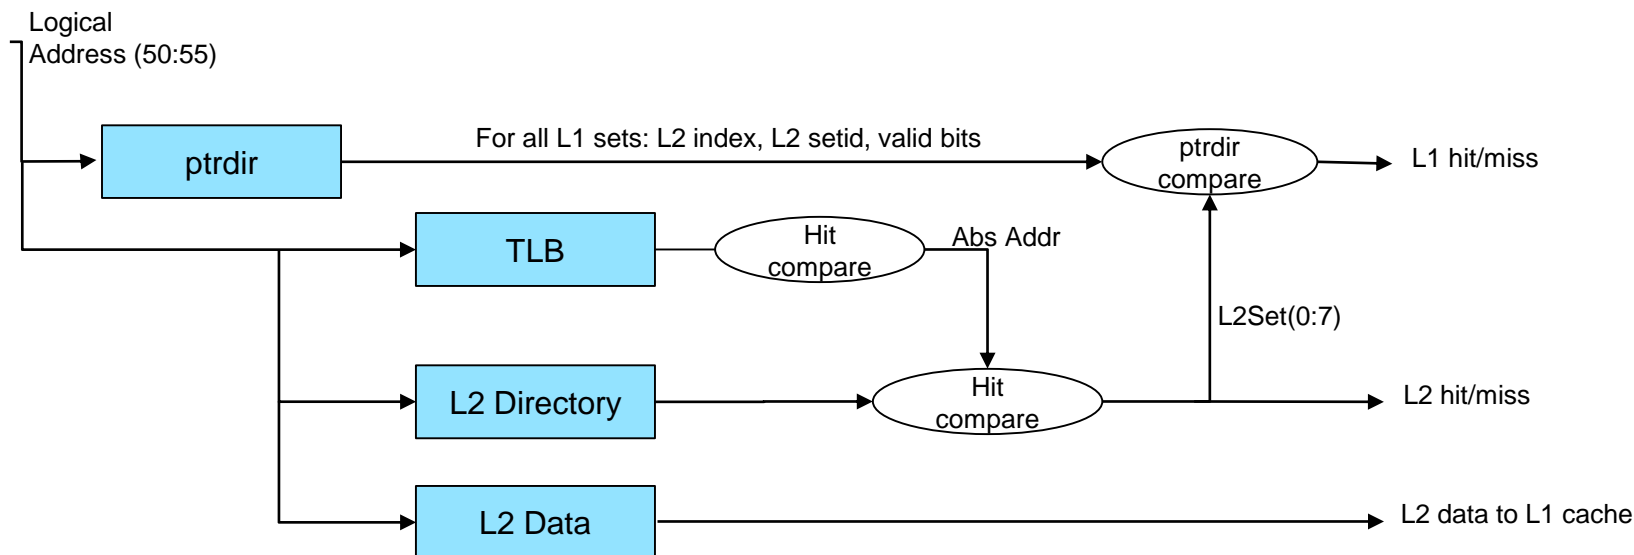 Logical
Address (50:55)
ptrdir
For all L1 sets: L2 index, L2 setid, valid bits
ptrdir
compare
L1 hit/miss
TLB
Hit
compare
Abs Addr
L2Set(0:7)
L2 Directory
Hit
compare
L2 hit/miss
L2 Data
L2 data to L1 cache